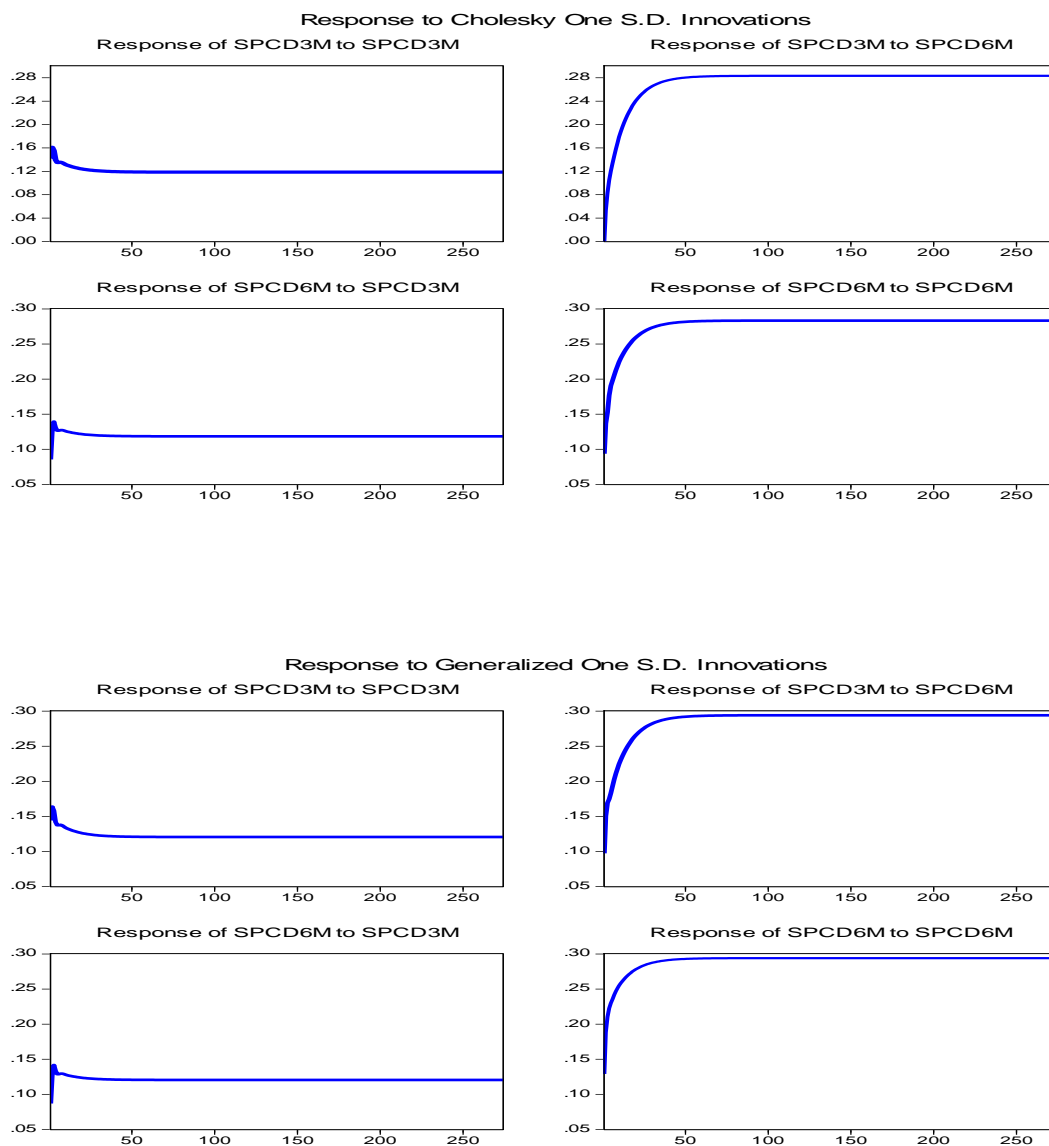 Response to Cholesky One S.D. Innovations
Response of SPCD3M to SPCD3M
Response of SPCD3M to SPCD6M
.28
.24
.20
.16
.12
.08
.04
.00
50 100 150 200 250
.28
.24
.20
.16
.12
.08
.04
.00
50 100 150 200 250
Response of SPCD6M to SPCD3M
Response of SPCD6M to SPCD6M
.30
.25
.20
.15
.10
.05
50 100 150 200 250
.30
.25
.20
.15
.10
.05
50 100 150 200 250
Response to Generalized One S.D. Innovations
Response of SPCD3M to SPCD3M
Response of SPCD3M to SPCD6M
.30
.25
.20
.15
.10
.05
50 100 150 200 250
.30
.25
.20
.15
.10
.05
50 100 150 200 250
Response of SPCD6M to SPCD3M
Response of SPCD6M to SPCD6M
.30
.25
.20
.15
.10
.05
50 100 150 200 250
.30
.25
.20
.15
.10
.05
50 100 150 200 250